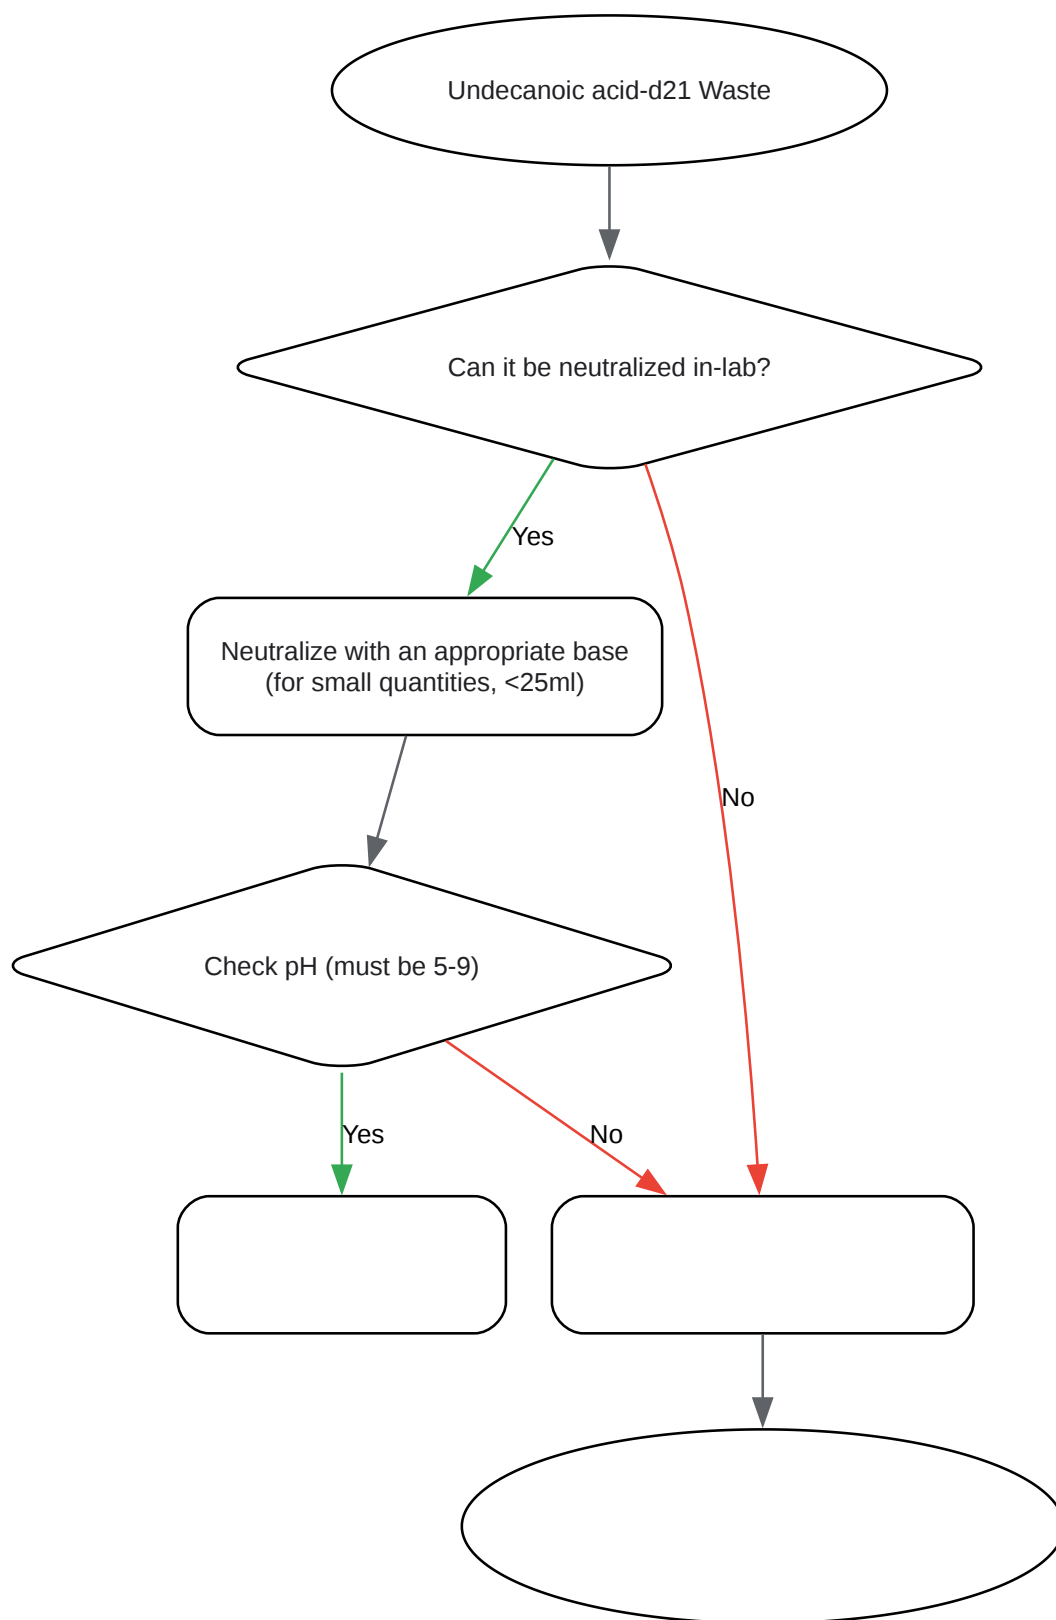 Undecanoic acid-d21 Waste
Can it be neutralized in-lab?
Yes
Neutralize with an appropriate base
(for small quantities, <25ml)
No
Check pH (must be 5-9)
Yes
No